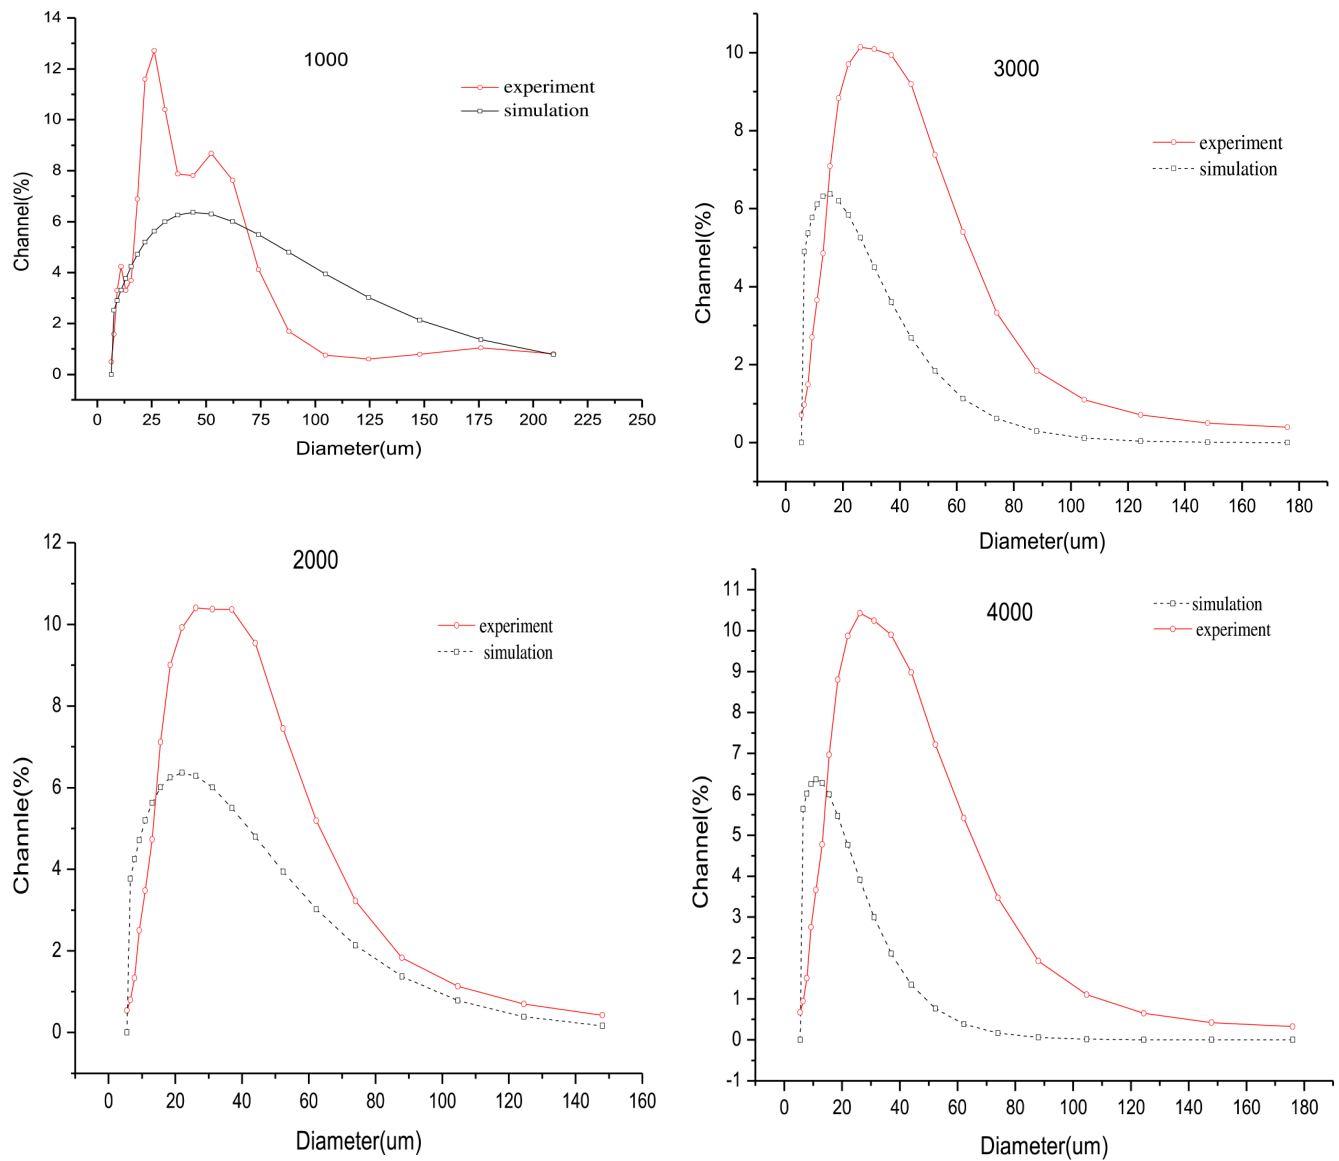 14
12
10
8
6
4
2
0
Channel(%)
1000
experiment
simulation
0 25 50 75 100 125 150 175 200 225 250
Diameter(um)
10
8
6
4
2
0
Channel(%)
3000
experiment
simulation
0 20 40 60 80 100 120 140 160 180
Diameter(um)
12
10
8
6
4
2
0
Channle(%)
2000
experiment
simulation
0 20 40 60 80 100 120 140 160
Diameter(um)
11
10
9
8
7
6
5
4
3
2
1
0
-1
Channel(%)
4000
simulation
experiment
0 20 40 60 80 100 120 140 160 180
Diameter(um)